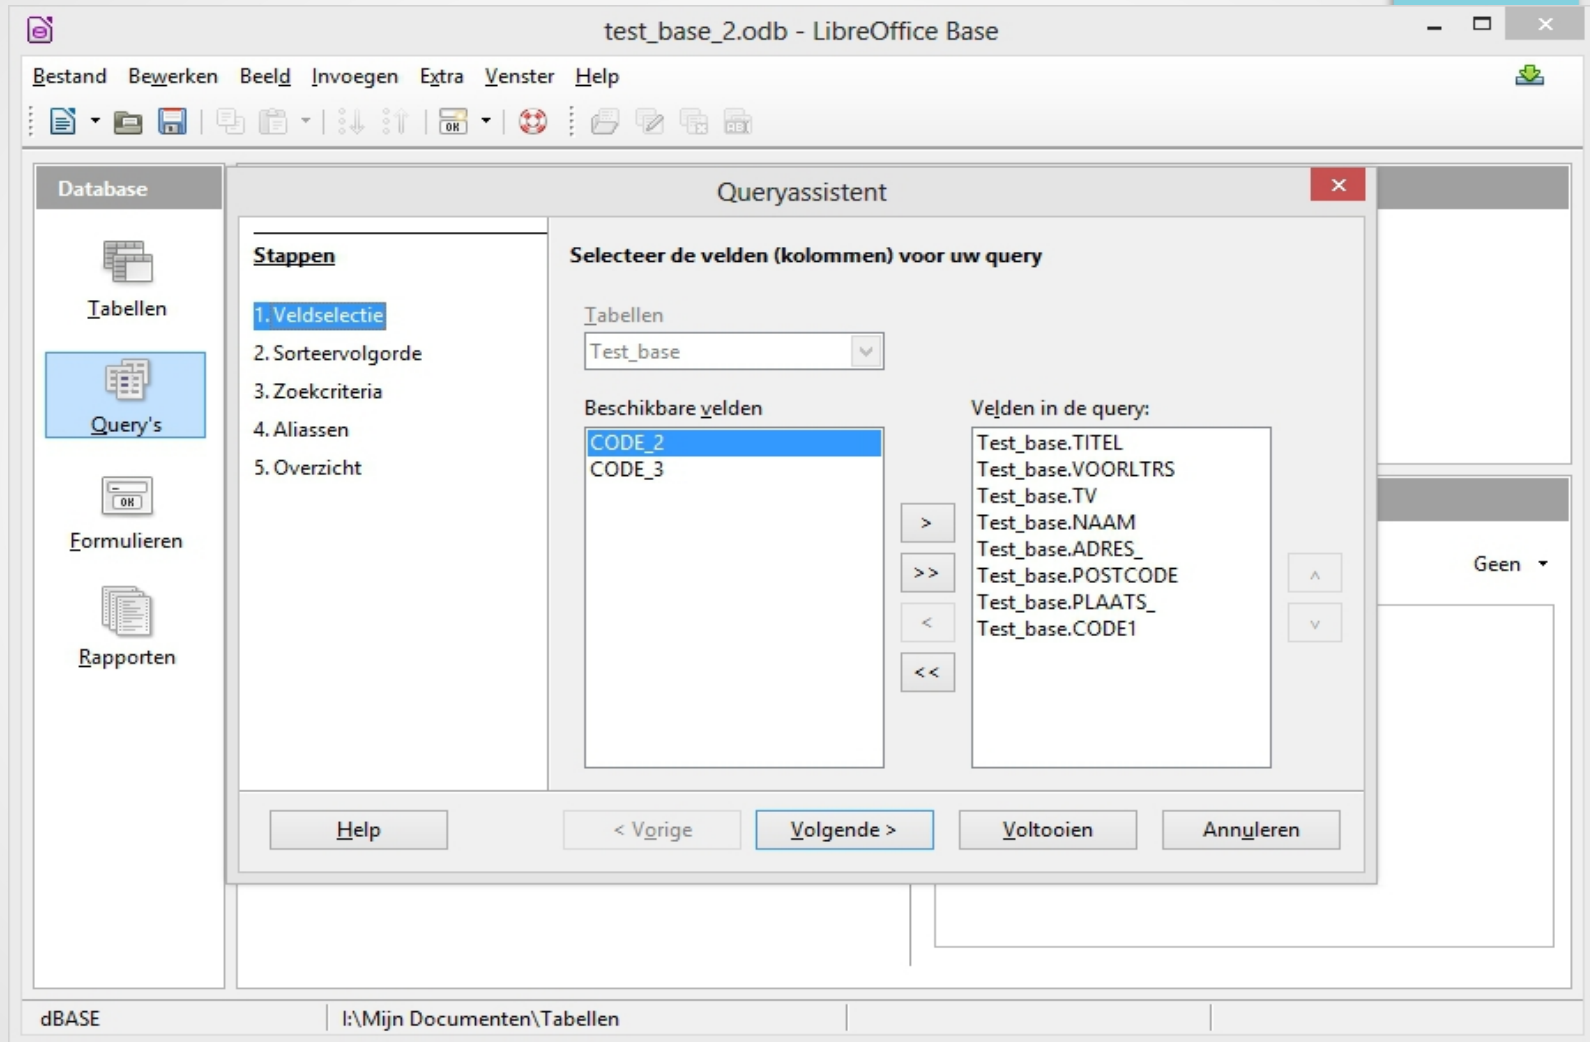 test_base_2.odb - LibreOffice Base
Bestand Bewerken Beeld Invoegen Extra Venster Help
Database
Tabellen
Query's
Formulieren
Rapporten
Queryassistent
Stappen
1. Veldselectie
2. Sorteervolgorde
3. Zoekcriteria
4. Aliassen
5. Overzicht
Selecteer de velden (kolommen) voor uw query
Tabellen
Test_base
Beschikbare velden
CODE_2
CODE_3
>
>>
<
<<
Velden in de query:
Test_base.TITEL
Test_base.VOORLTRS
Test_base.TV
Test_base.NAAM
Test_base.ADRES_
Test_base.POSTCODE
Test_base.PLAATS_
Test_base.CODE1
Help
< Vorige
Volgende >
Voltooien
Annuleren
Geen
dBASE
I:\Mijn Documenten\Tabellen